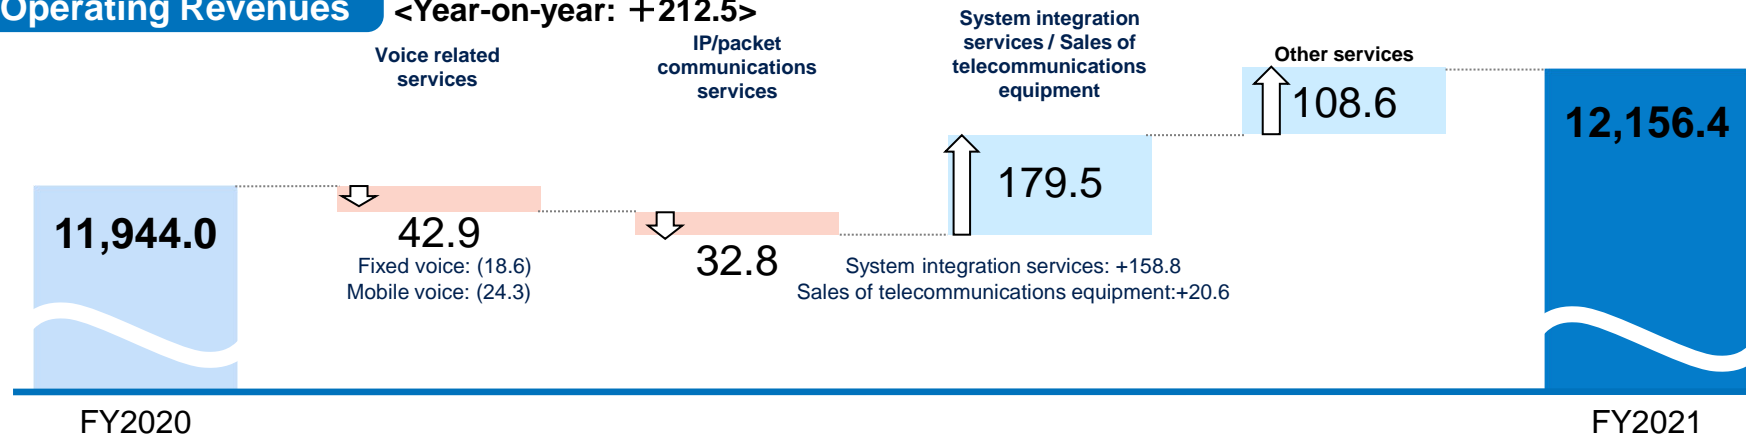 Operating Revenues
<Year-on-year: ＋212.5>
Voice related
services
IP/packet
communications
services
System integration
services / Sales of
telecommunications
equipment
Other services
11,944.0
42.9
Fixed voice: (18.6)
Mobile voice: (24.3)
32.8
179.5
System integration services: +158.8
Sales of telecommunications equipment:+20.6
108.6
12,156.4
FY2020
FY2021